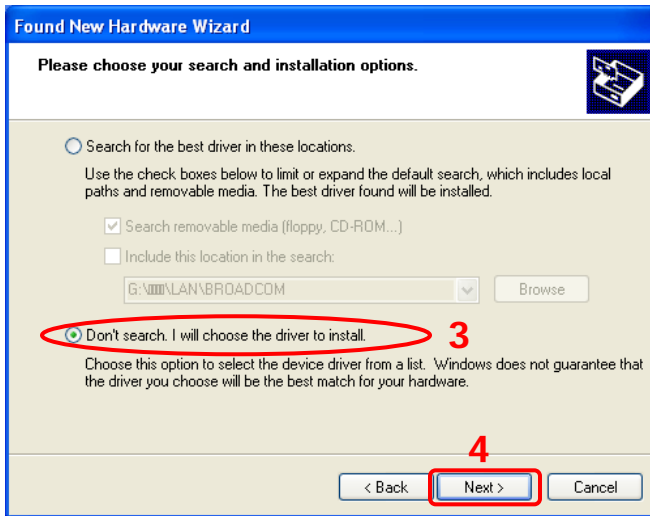 Found New Hardware Wizard
Please choose your search and installation options.
Search for the best driver in these locations.
Use the check boxes below to limit or expand the default search, which includes local
paths and removable media. The best driver found will be installed.
Search removable media (floppy, CD-ROM...)
Include this location in the search:
\LAN\BROADCOM
Browse
Don't search. I will choose the driver to install.
3
Choose this option to select the device driver from a list. Windows does not guarantee that
the driver you choose will be the best match for your hardware.
4
< Back
Next >
Cancel